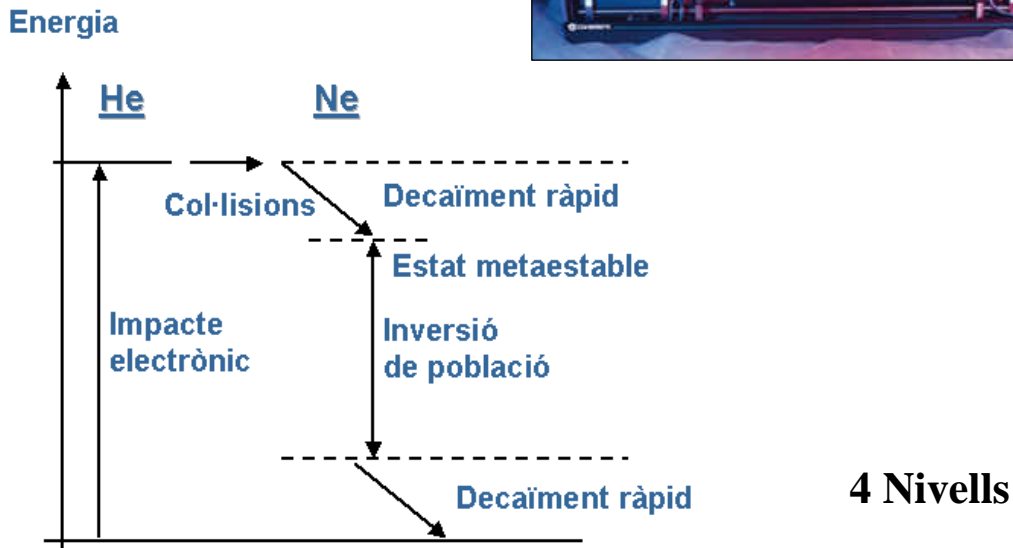 Energia
He
Ne
Col·lisions
Decaïment ràpid
Estat metaestable
Impacte
electrònic
Inversió
de població
Decaïment ràpid
4 Nivells